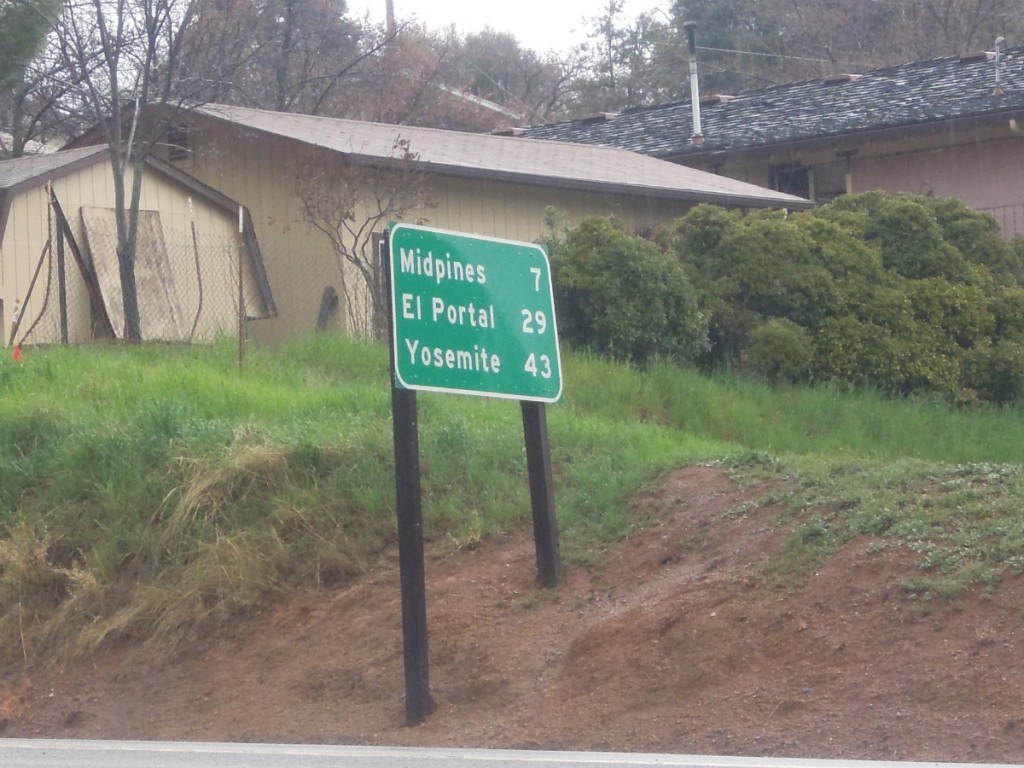 Midpines 7
El Portal 29
Yosemite 43